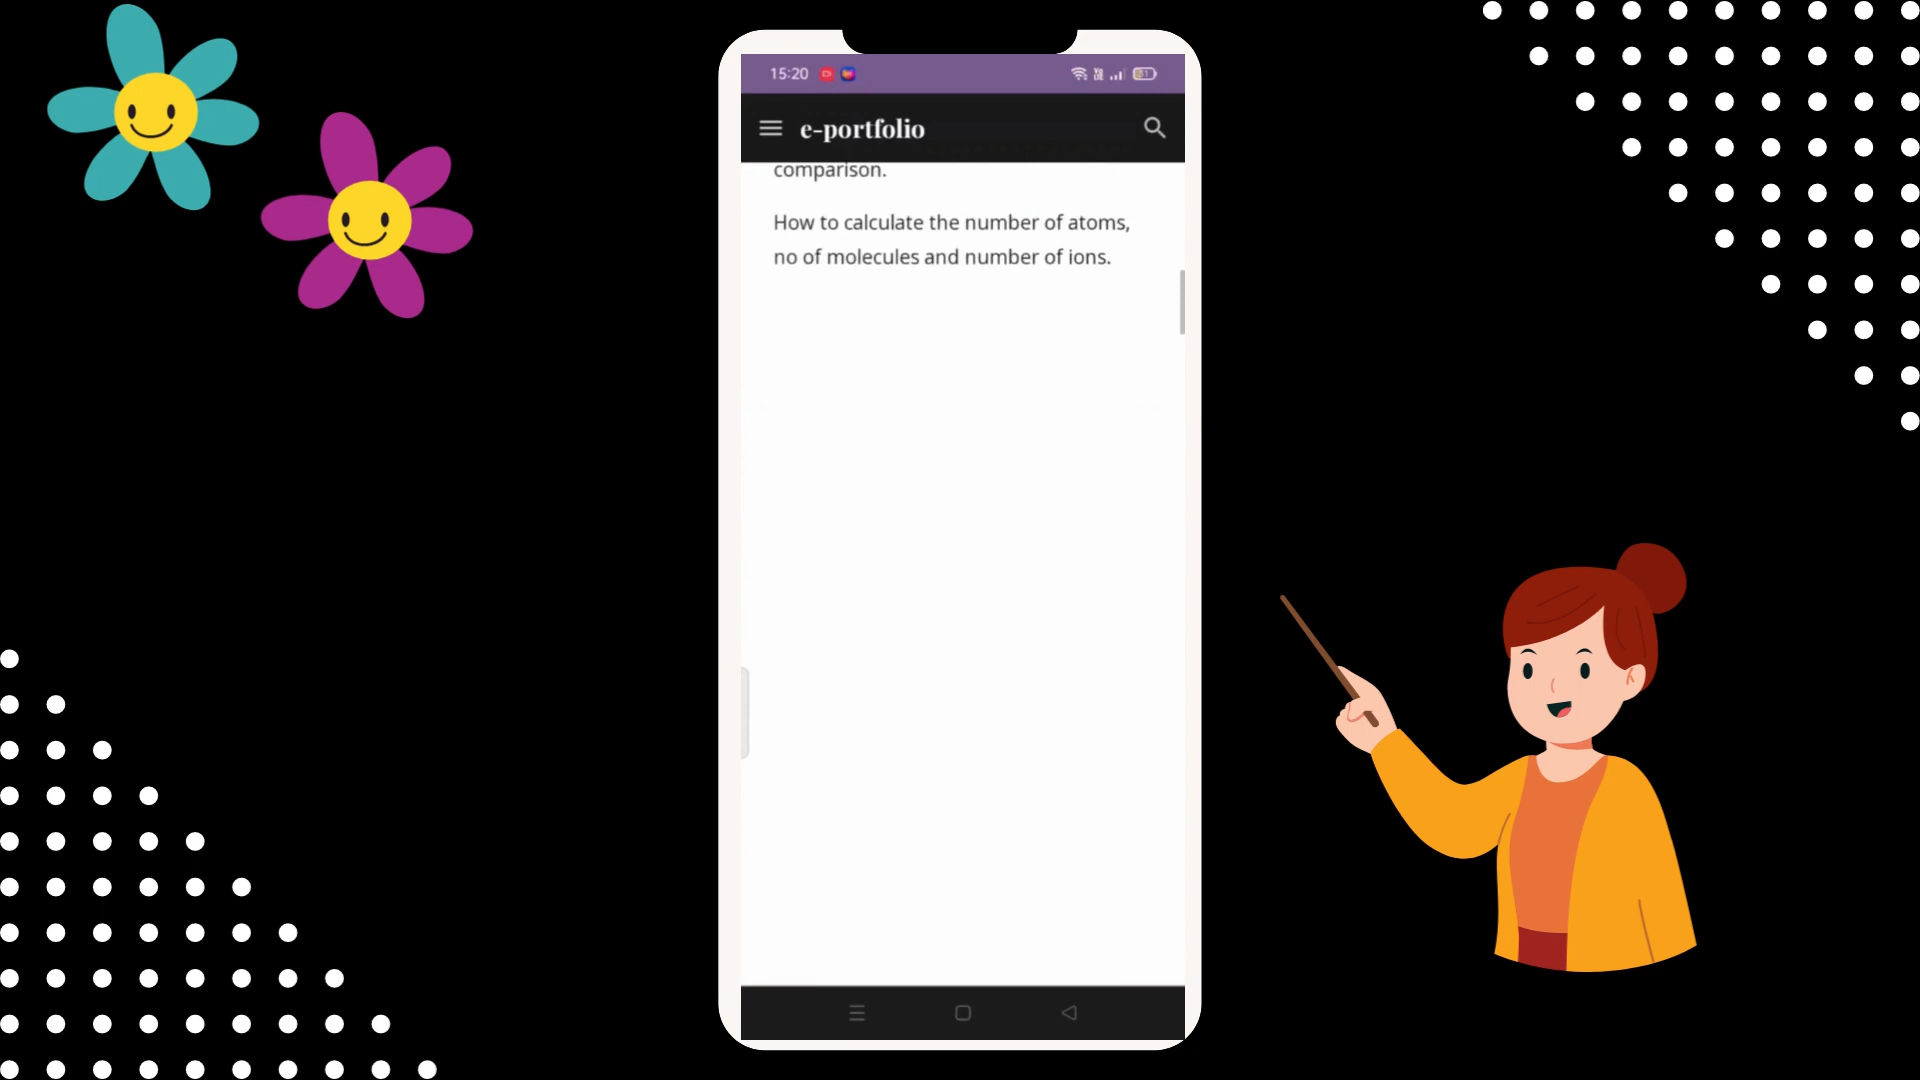 15:20
e-portfolio
comparison.
How to calculate the number of atoms,
no of molecules and number of ions.